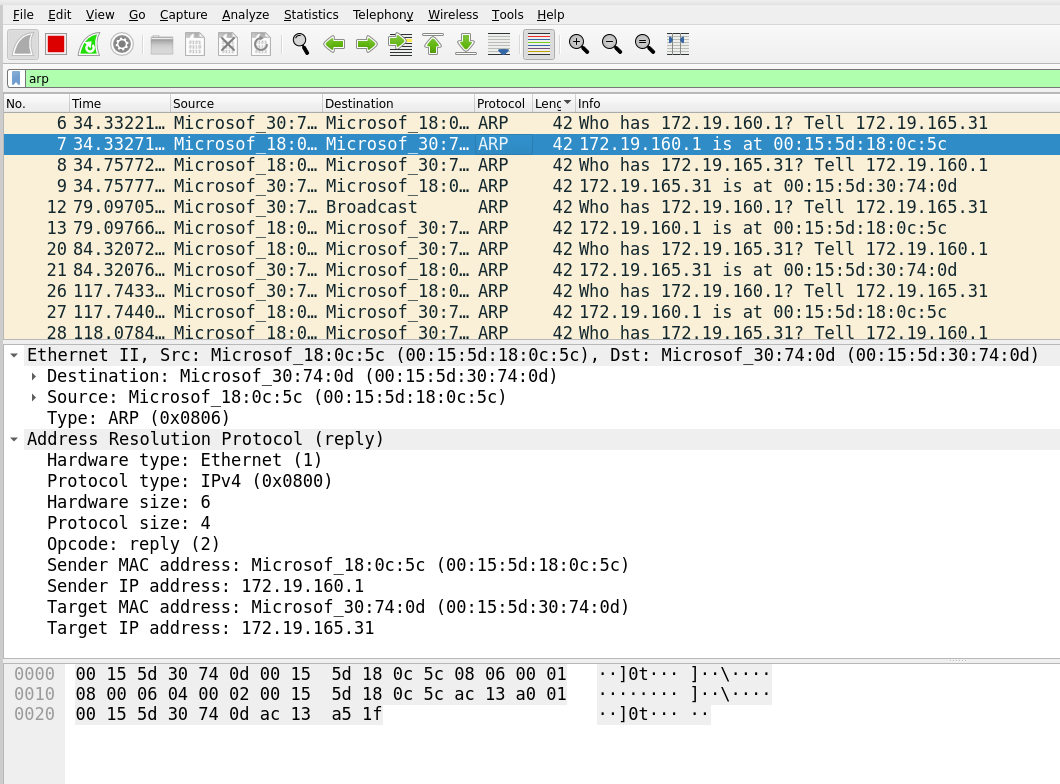 File Edit View Go Capture Analyze Statistics Telephony Wireless Tools Help
arp
No. Time Source Destination Protocol Leng Info
6 34.33221… Microsof_30:7… Microsof_18:0… ARP 42 Who has 172.19.160.1? Tell 172.19.165.31
7 34.33271… Microsof_18:0… Microsof_30:7… ARP 42 172.19.160.1 is at 00:15:5d:18:0c:5c
8 34.75772… Microsof_18:0… Microsof_30:7… ARP 42 Who has 172.19.165.31? Tell 172.19.160.1
9 34.75777… Microsof_30:7… Microsof_18:0… ARP 42 172.19.165.31 is at 00:15:5d:30:74:0d
12 79.09705… Microsof_30:7… Broadcast ARP 42 Who has 172.19.160.1? Tell 172.19.165.31
13 79.09766… Microsof_18:0… Microsof_30:7… ARP 42 172.19.160.1 is at 00:15:5d:18:0c:5c
20 84.32072… Microsof_18:0… Microsof_30:7… ARP 42 Who has 172.19.165.31? Tell 172.19.160.1
21 84.32076… Microsof_30:7… Microsof_18:0… ARP 42 172.19.165.31 is at 00:15:5d:30:74:0d
26 117.7433… Microsof_30:7… Microsof_18:0… ARP 42 Who has 172.19.160.1? Tell 172.19.165.31
27 117.7440… Microsof_18:0… Microsof_30:7… ARP 42 172.19.160.1 is at 00:15:5d:18:0c:5c
28 118.0784… Microsof_18:0… Microsof_30:7… ARP 42 Who has 172.19.165.31? Tell 172.19.160.1
Ethernet II, Src: Microsof_18:0c:5c (00:15:5d:18:0c:5c), Dst: Microsof_30:74:0d (00:15:5d:30:74:0d)
Destination: Microsof_30:74:0d (00:15:5d:30:74:0d)
Source: Microsof_18:0c:5c (00:15:5d:18:0c:5c)
Type: ARP (0x0806)
Address Resolution Protocol (reply)
Hardware type: Ethernet (1)
Protocol type: IPv4 (0x0800)
Hardware size: 6
Protocol size: 4
Opcode: reply (2)
Sender MAC address: Microsof_18:0c:5c (00:15:5d:18:0c:5c)
Sender IP address: 172.19.160.1
Target MAC address: Microsof_30:74:0d (00:15:5d:30:74:0d)
Target IP address: 172.19.165.31
0000 00 15 5d 30 74 0d 00 15 5d 18 0c 5c 08 06 00 01 ··]0t··· ]··\····
0010 08 00 06 04 00 02 00 15 5d 18 0c 5c ac 13 a0 01 ········ ]··\····
0020 00 15 5d 30 74 0d ac 13 a5 1f ··]0t··· ··